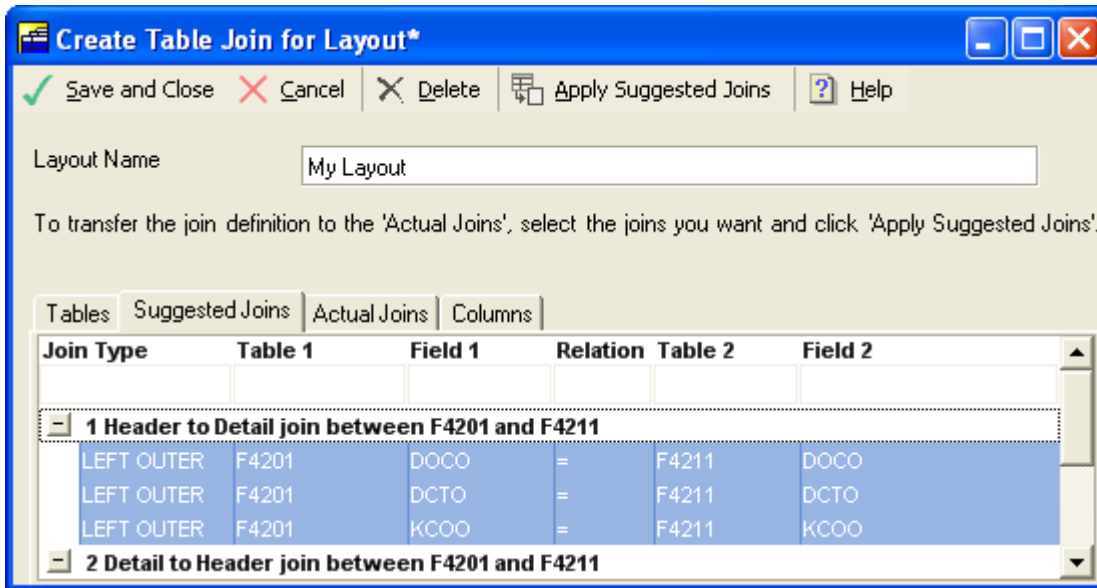 Create Table Join for Layout*
Save and Close Cancel Delete Apply Suggested Joins Help
Layout Name My Layout
To transfer the join definition to the 'Actual Joins', select the joins you want and click 'Apply Suggested Joins'.
Tables Suggested Joins Actual Joins Columns
Join Type Table 1 Field 1 Relation Table 2 Field 2
1 Header to Detail join between F4201 and F4211
LEFT OUTER F4201 DOCO = F4211 DOCO
LEFT OUTER F4201 DCTO = F4211 DCTO
LEFT OUTER F4201 KCOO = F4211 KCOO
2 Detail to Header join between F4201 and F4211